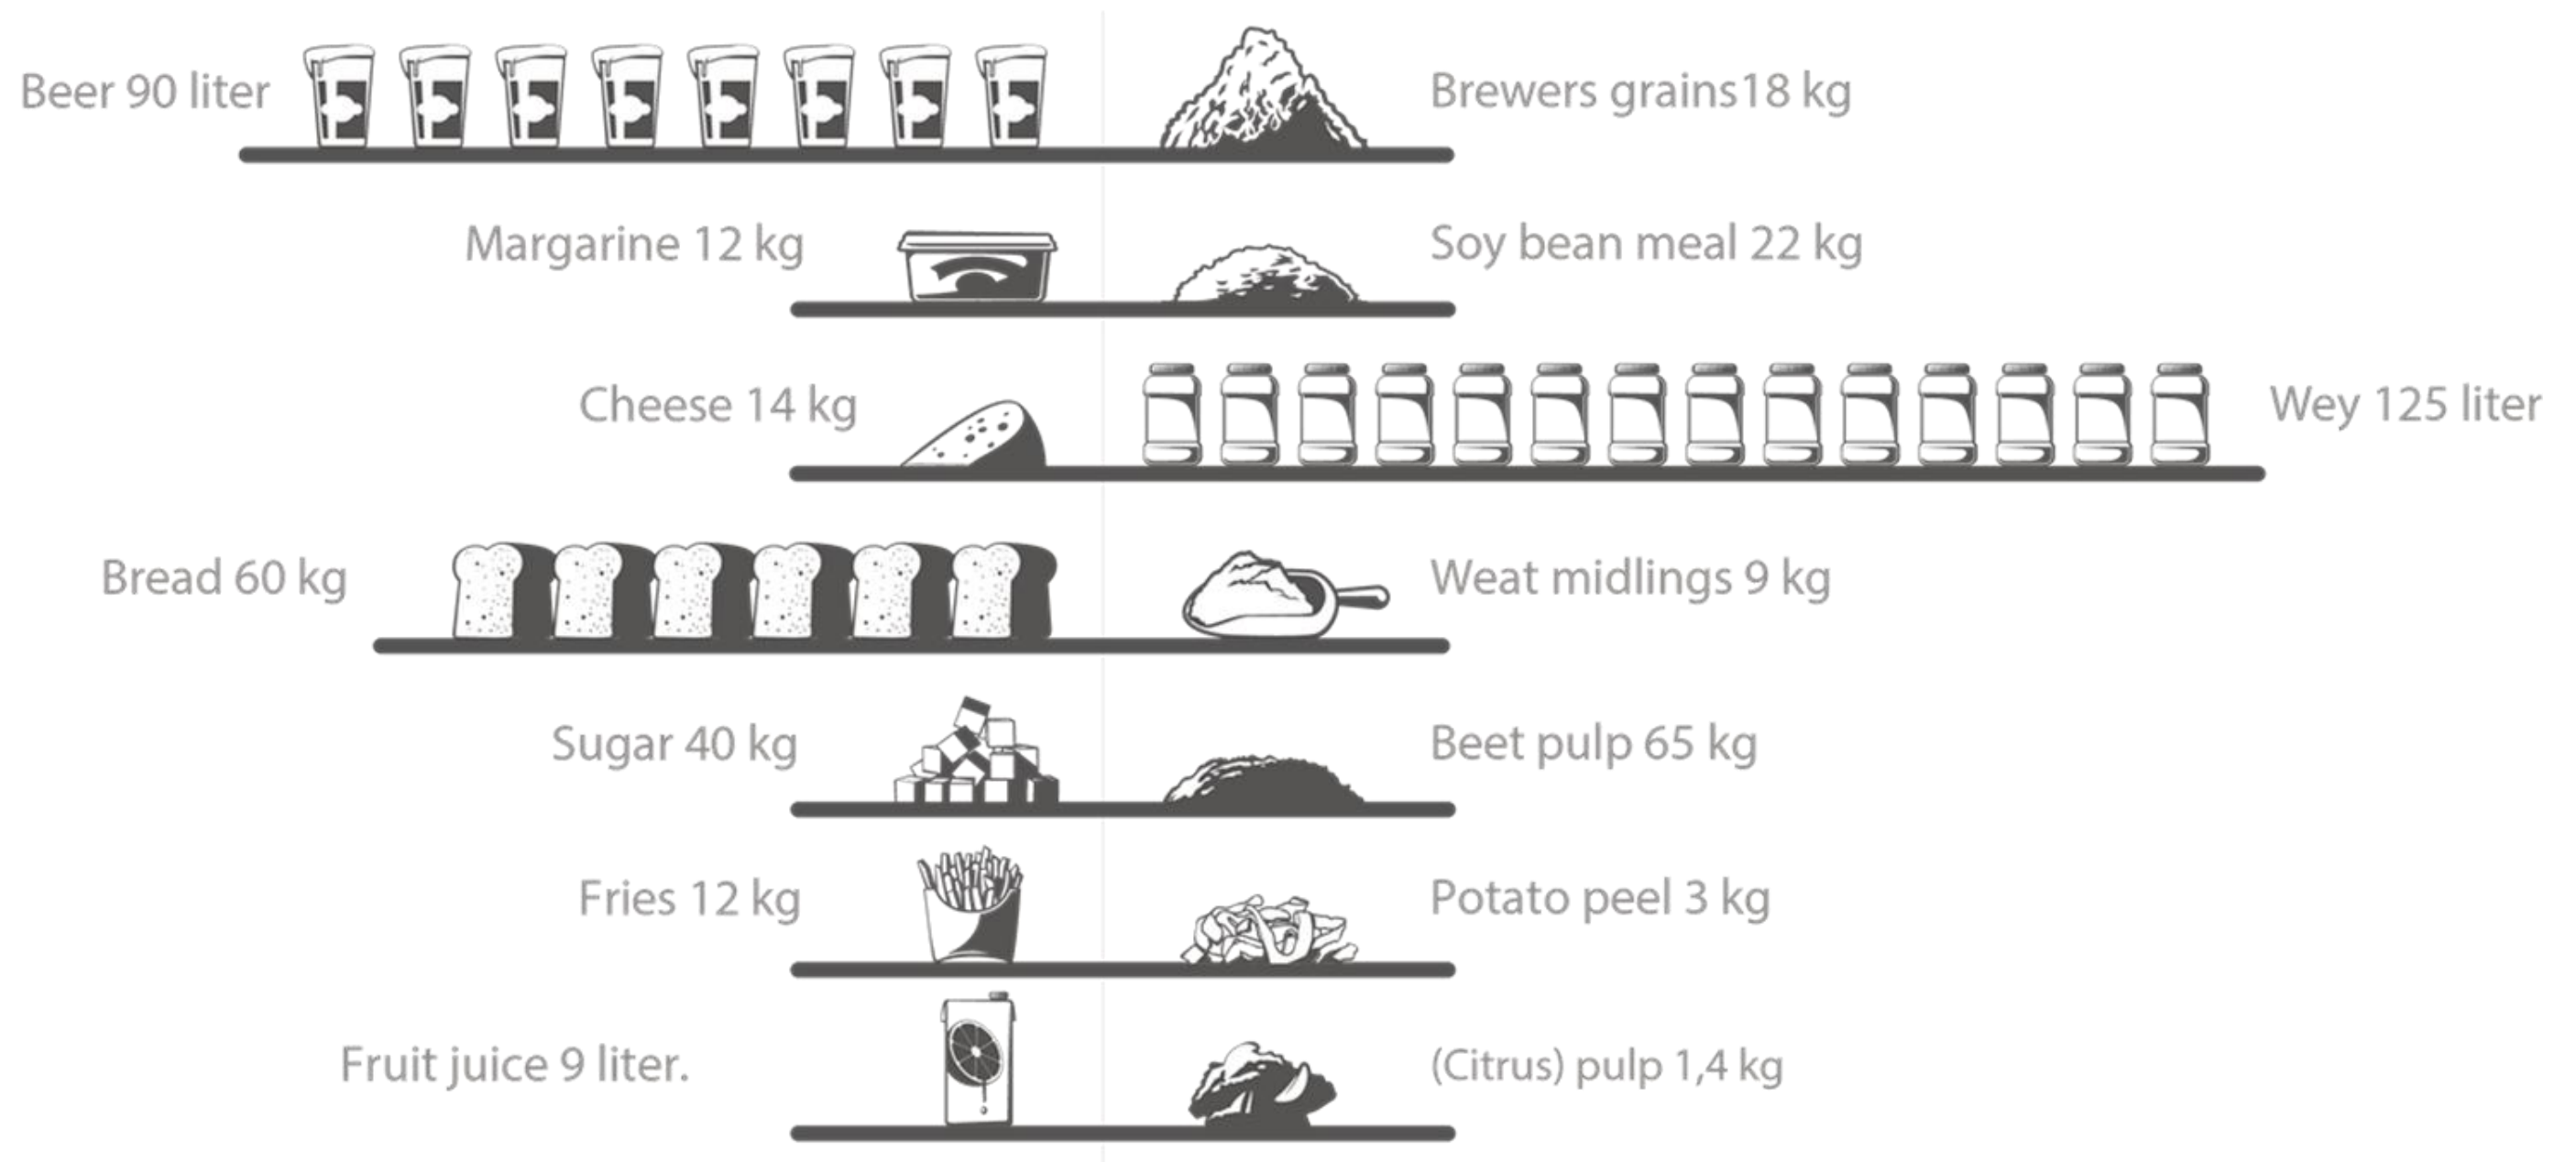 Beer 90 liter
Brewers grains18 kg
Margarine 12 kg
Soy bean meal 22 kg
Cheese 14 kg
Wey 125 liter
Bread 60 kg
Weat midlings 9 kg
Sugar 40 kg
Beet pulp 65 kg
Fries 12 kg
Potato peel 3 kg
Fruit juice 9 liter.
(Citrus) pulp 1,4 kg